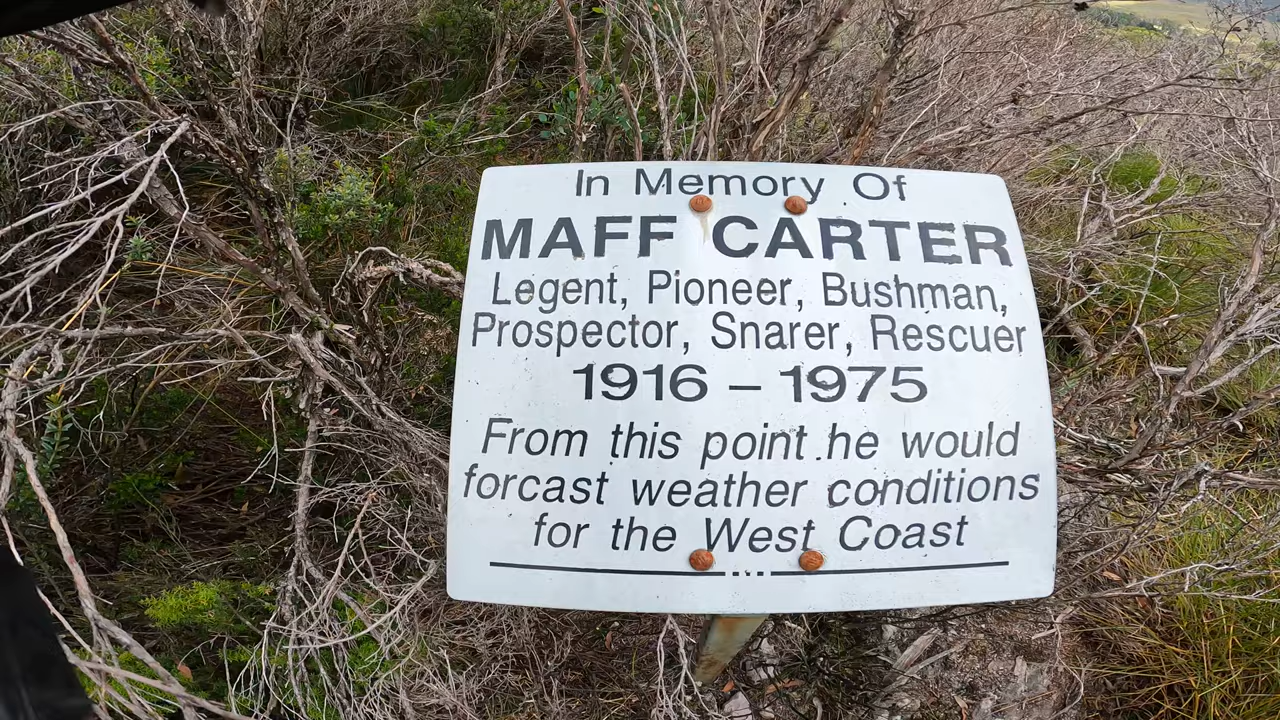 In Memory Of
MAFF CARTER
Legent, Pioneer, Bushman,
Prospector, Snarer, Rescuer
1916 – 1975
From this point he would
forcast weather conditions
for the West Coast